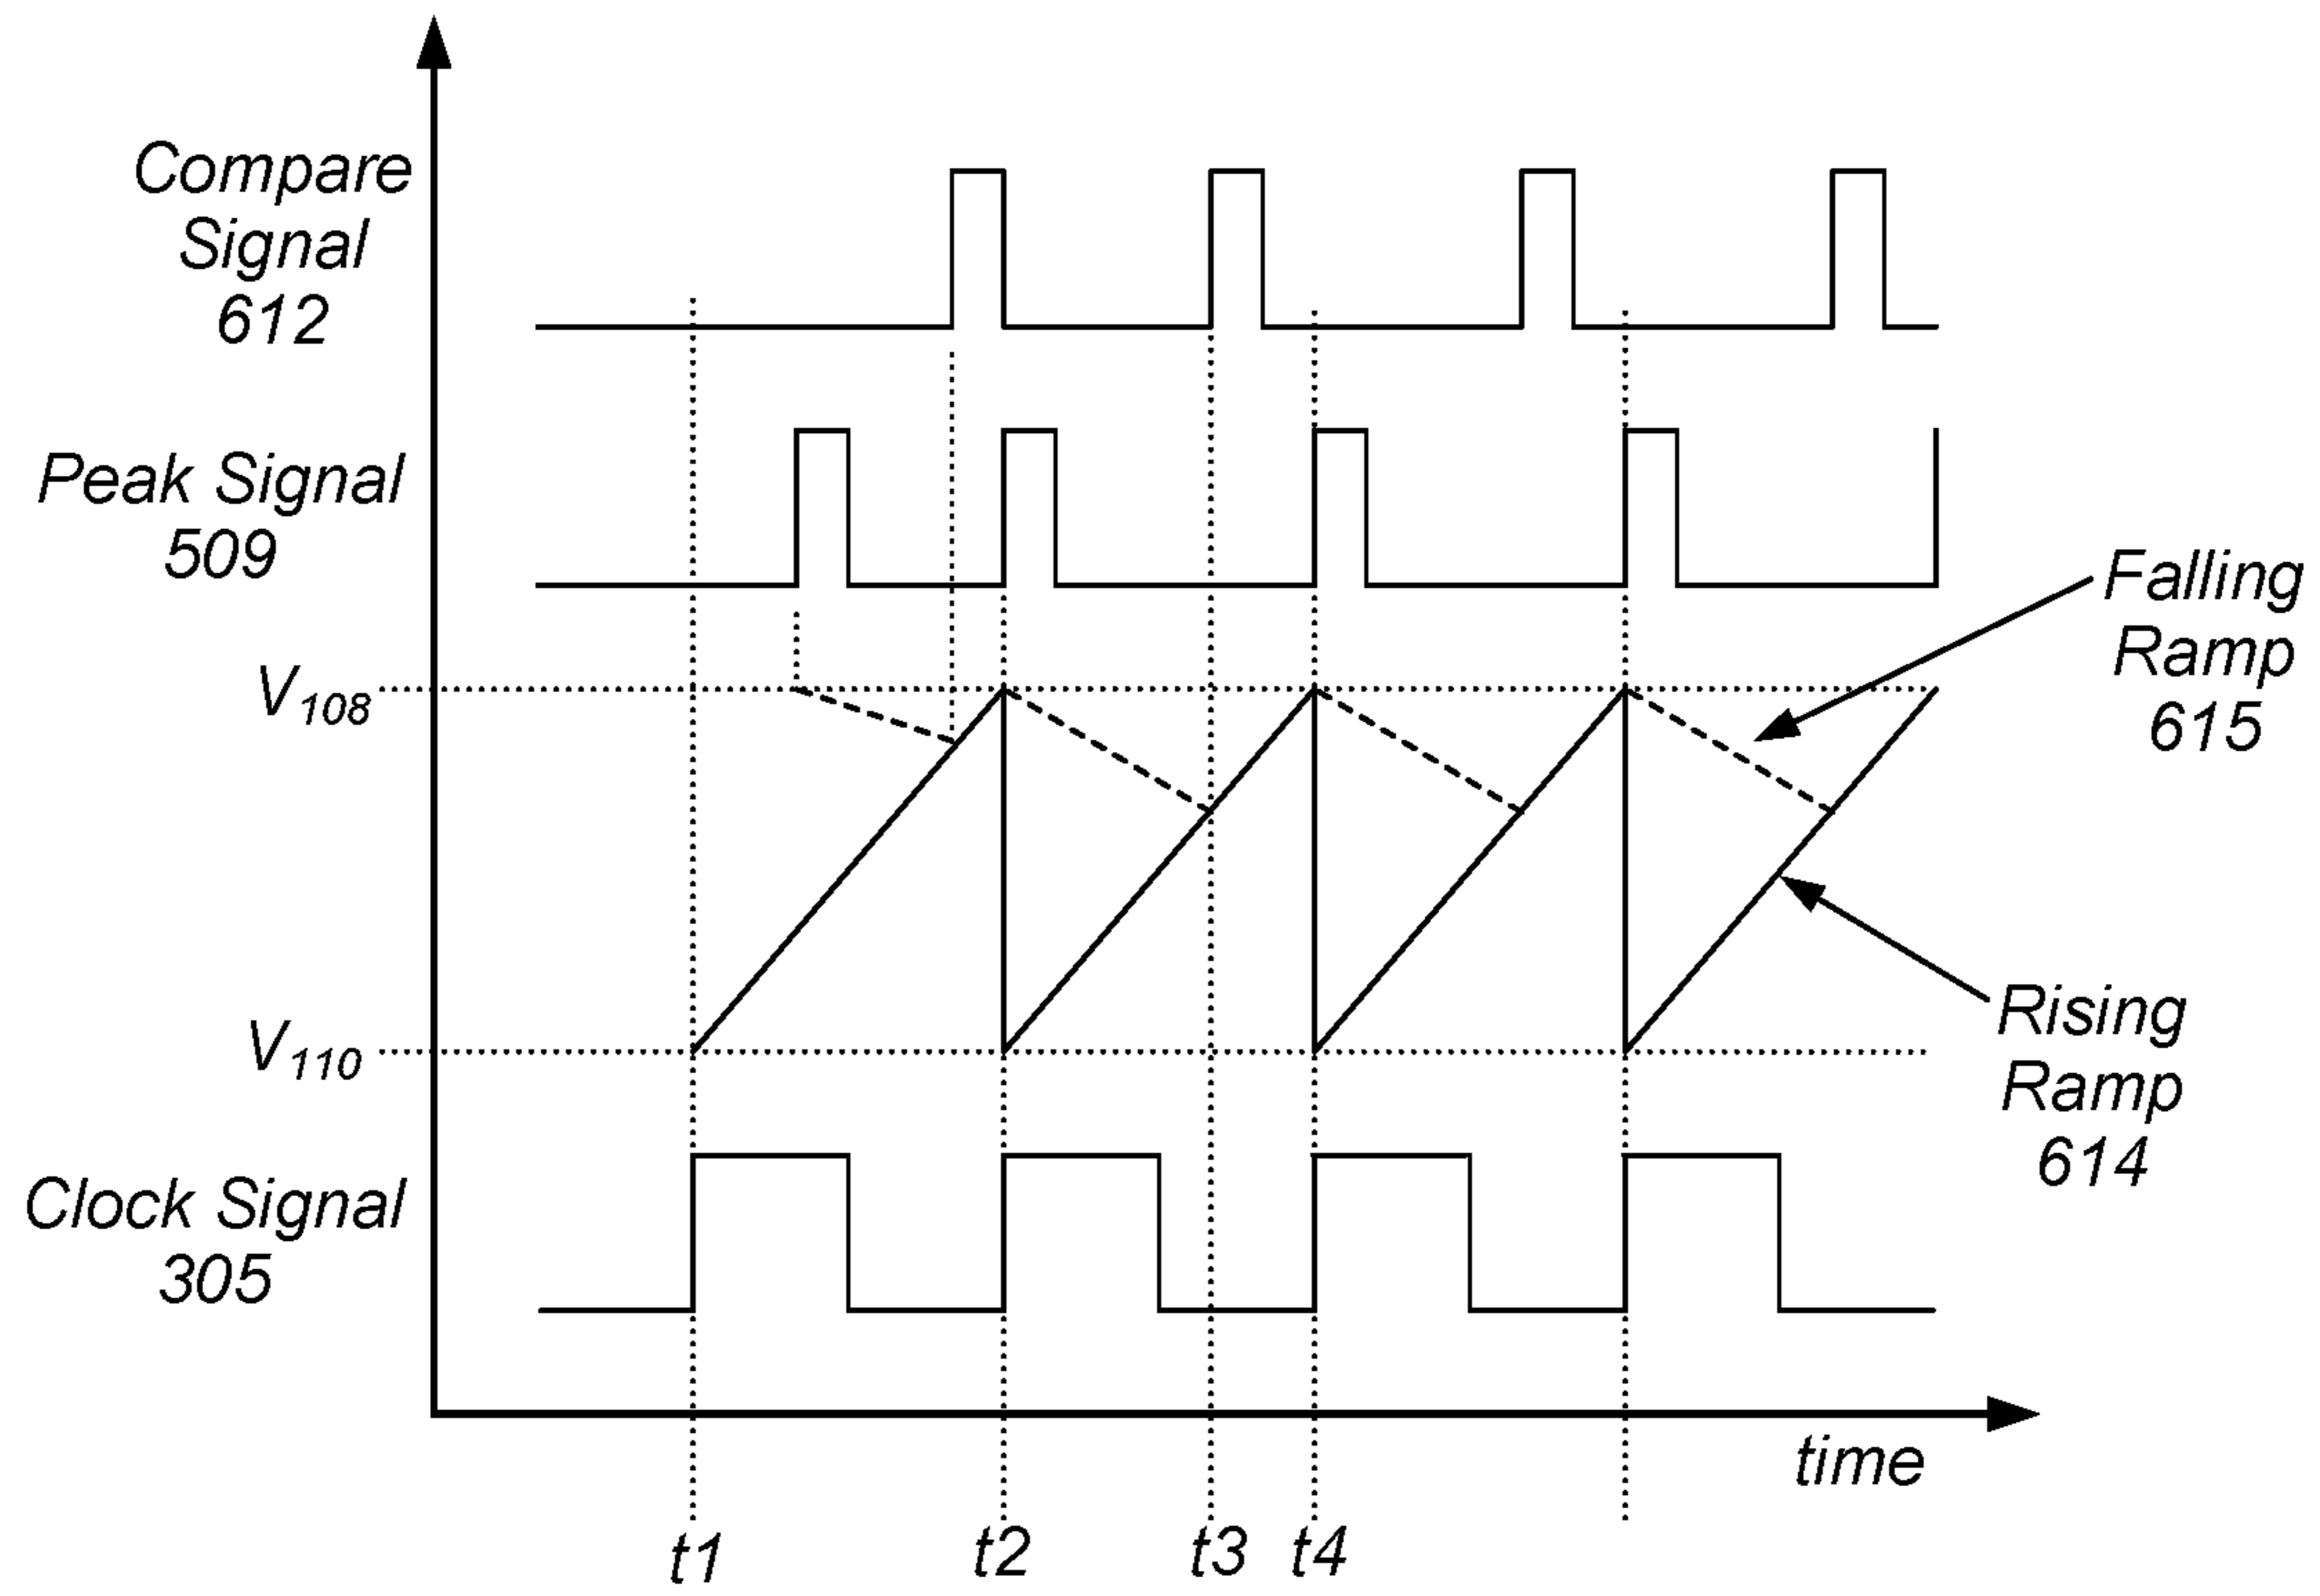 Compare
Signal
612
Peak Signal
509
Falling
Ramp
615
V108
V110
Rising
Ramp
614
Clock Signal
305
time
t1
t2
t3
t4